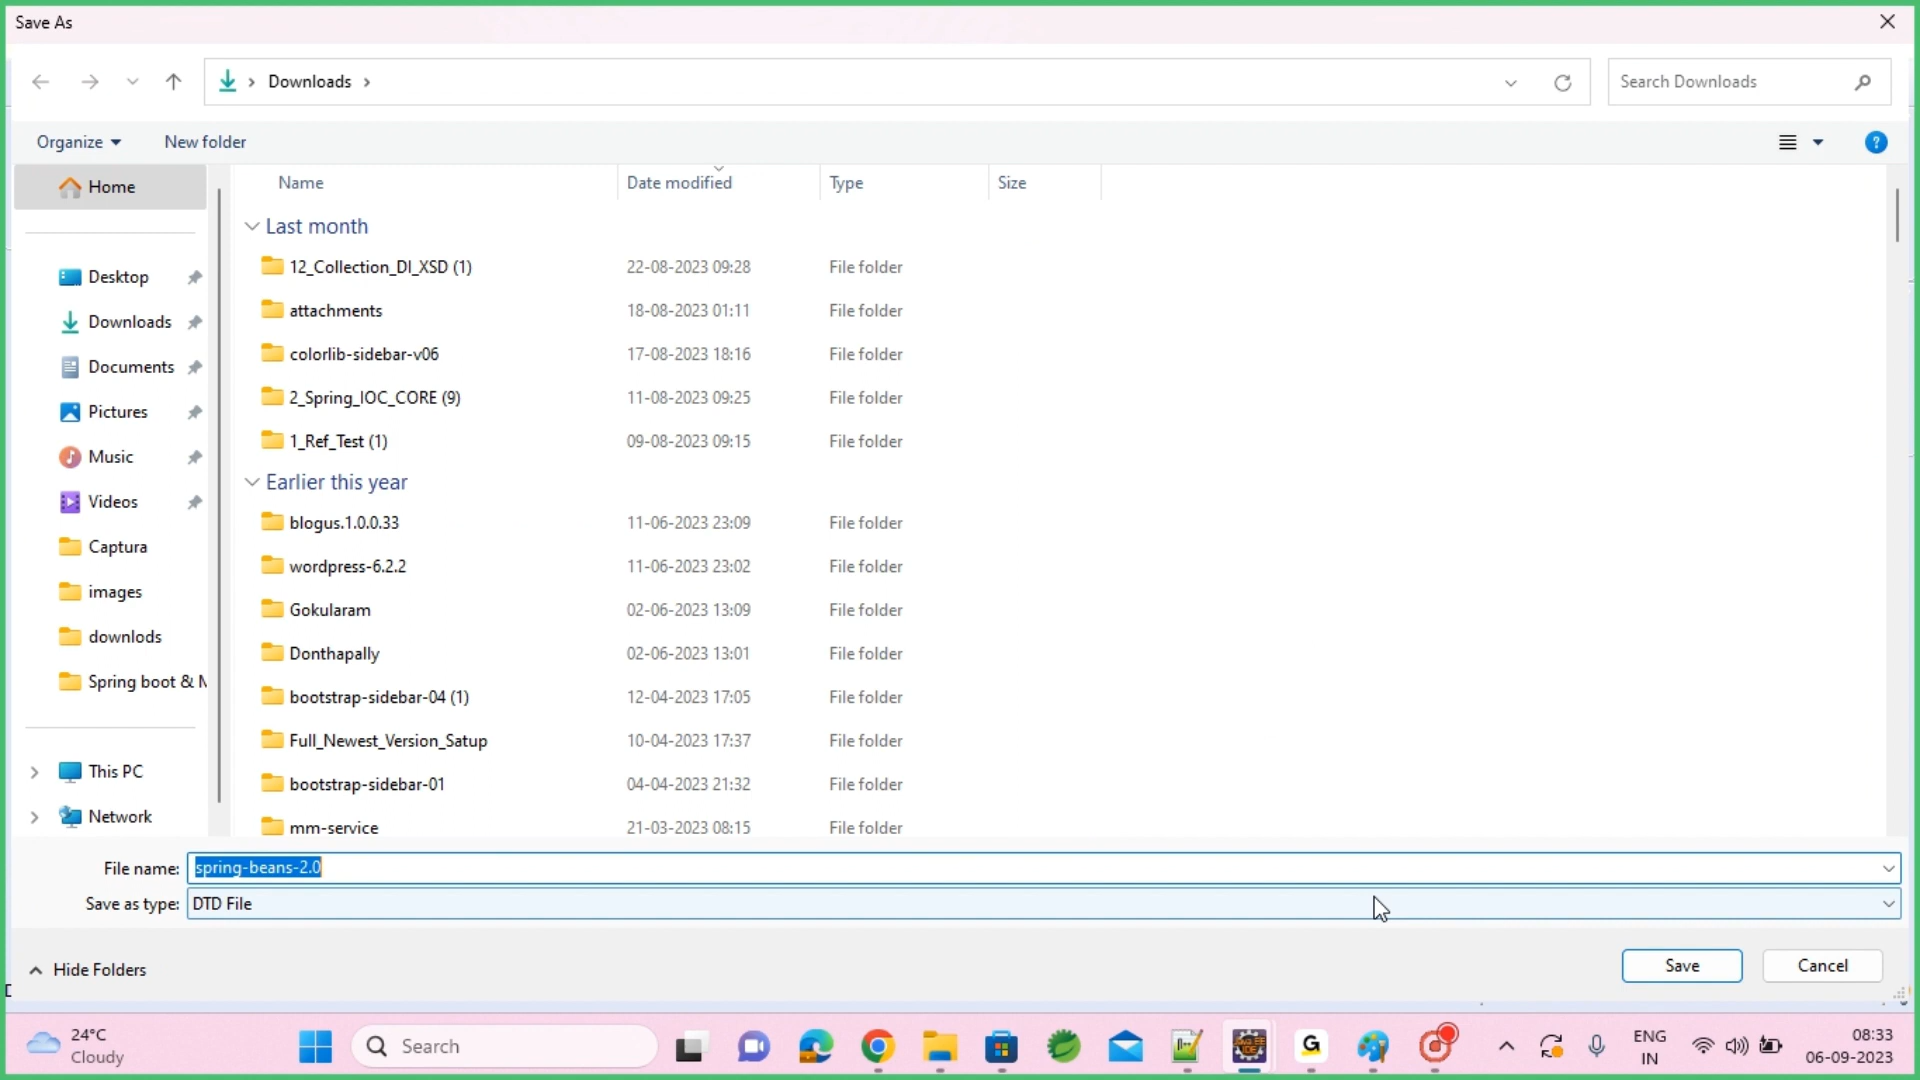 Save As
Downloads
Search Downloads
Organize
New folder
Home
Name
Date modified
Type
Size
Last month
12_Collection_DI_XSD (1)
22-08-2023 09:28
File folder
Desktop
attachments
18-08-2023 01:11
File folder
Downloads
colorlib-sidebar-v06
17-08-2023 18:16
File folder
Documents
2_Spring_IOC_CORE (9)
11-08-2023 09:25
File folder
Pictures
1_Ref_Test (1)
09-08-2023 09:15
File folder
Music
Earlier this year
Videos
blogus.1.0.0.33
11-06-2023 23:09
File folder
Captura
wordpress-6.2.2
11-06-2023 23:02
File folder
images
Gokularam
02-06-2023 13:09
File folder
downlods
Donthapally
02-06-2023 13:01
File folder
Spring boot &
bootstrap-sidebar-04 (1)
12-04-2023 17:05
File folder
Full_Newest_Version_Satup
10-04-2023 17:37
File folder
This PC
bootstrap-sidebar-01
04-04-2023 21:32
File folder
Network
mm-service
21-03-2023 08:15
File folder
File name:
spring-beans-2.0
Save as type:
DTD File
Hide Folders
Save
Cancel
24°C
Cloudy
Search
ENG
IN
08:33
06-09-2023